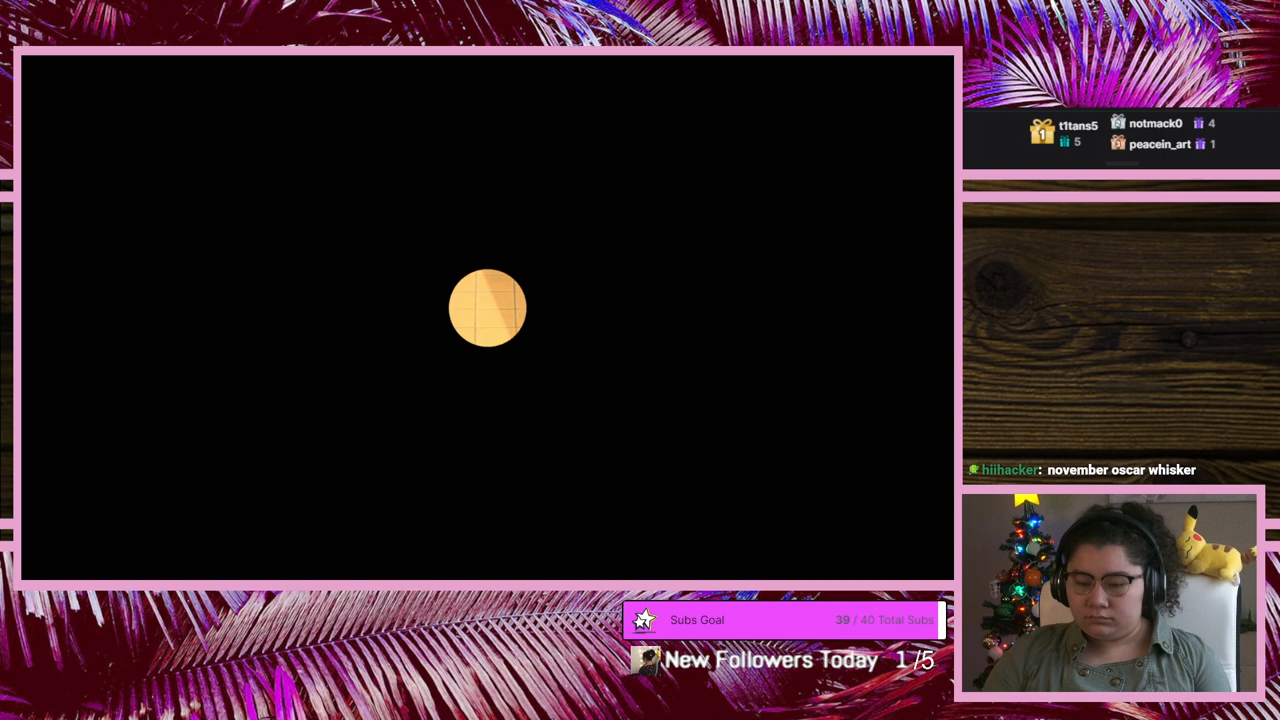 t1tans5
5
1
notmack0 4
peacein_art 1
hiihacker: november oscar whisker
Subs Goal 39 / 40 Total Subs
New Followers Today 1 /5